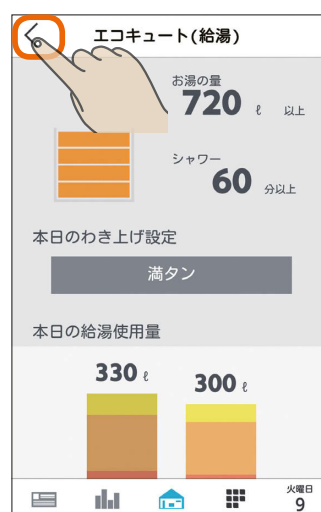 エコキュート(給湯)
お湯の量
720 ℓ 以上
シャワー
60 分以上
本日のわき上げ設定
満タン
本日の給湯使用量
330 ℓ
300 ℓ
火曜日
9